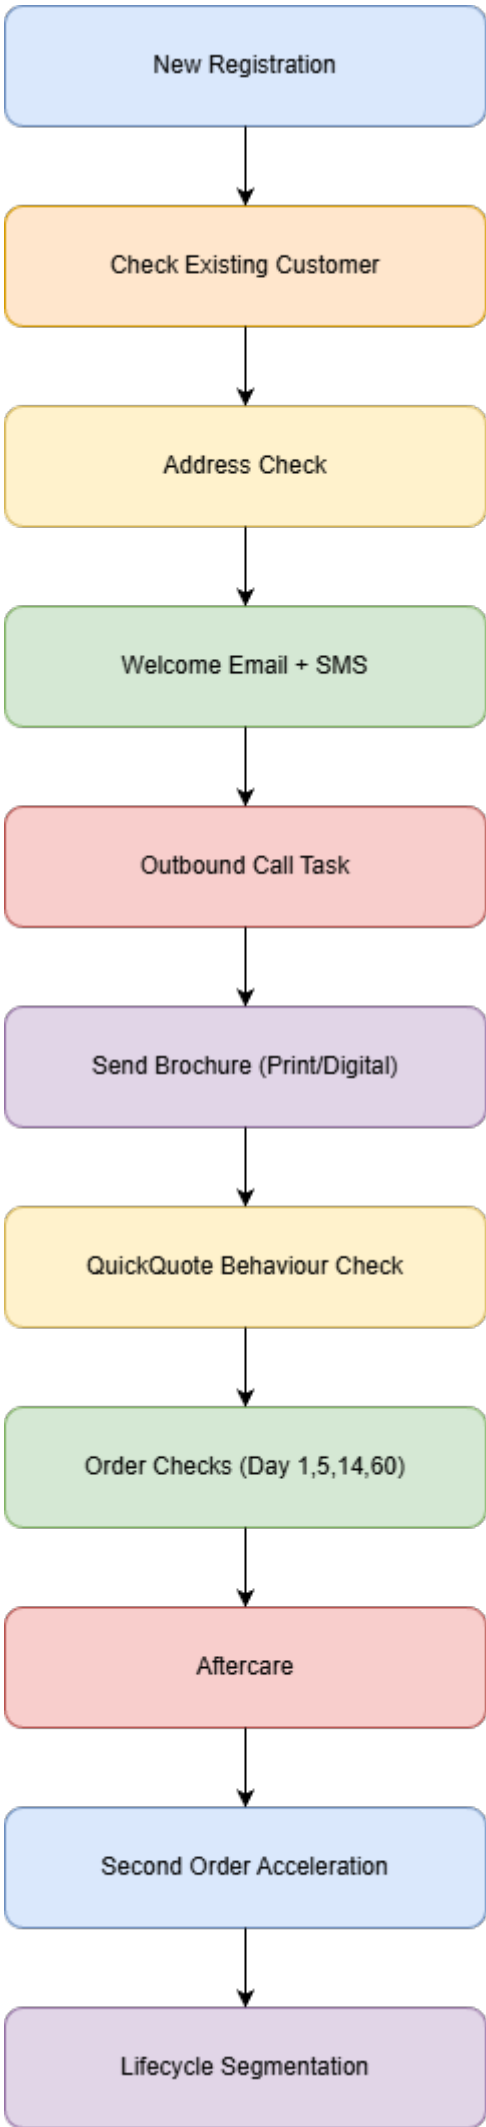 New Registration
Check Existing Customer
Address Check
Welcome Email + SMS
Outbound Call Task
Send Brochure (Print/Digital)
QuickQuote Behaviour Check
Order Checks (Day 1,5,14,60)
Aftercare
Second Order Acceleration
Lifecycle Segmentation